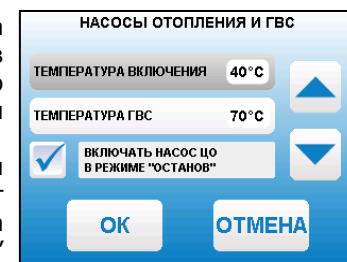 НАСОСЫ ОТОПЛЕНИЯ И ГВС
ТЕМПЕРАТУРА ВКЛЮЧЕНИЯ 40°C
ТЕМПЕРАТУРА ГВС 70°C
ВКЛЮЧАТЬ НАСОС ЦО
В РЕЖИМЕ "ОСТАНОВ"
ОК ОТМЕНА